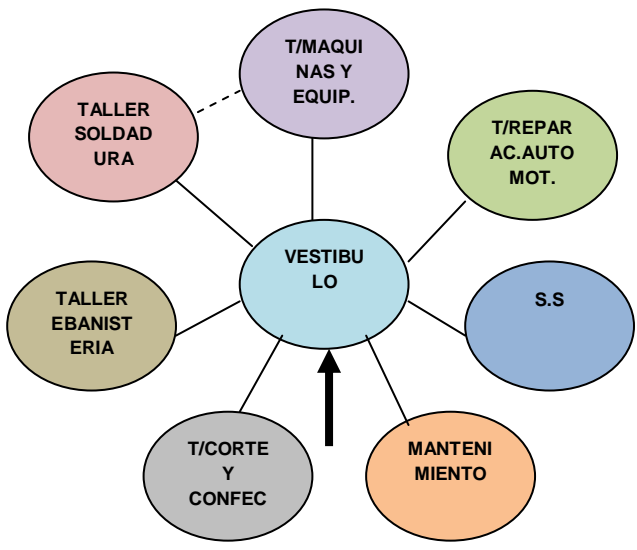 T/MAQUI
NAS Y
EQUIP.
TALLER
SOLDAD
URA
T/REPAR
AC.AUTO
MOT.
VESTIBU
LO
TALLER
EBANIST
ERIA
S.S
T/CORTE
Y
CONFEC
MANTENI
MIENTO